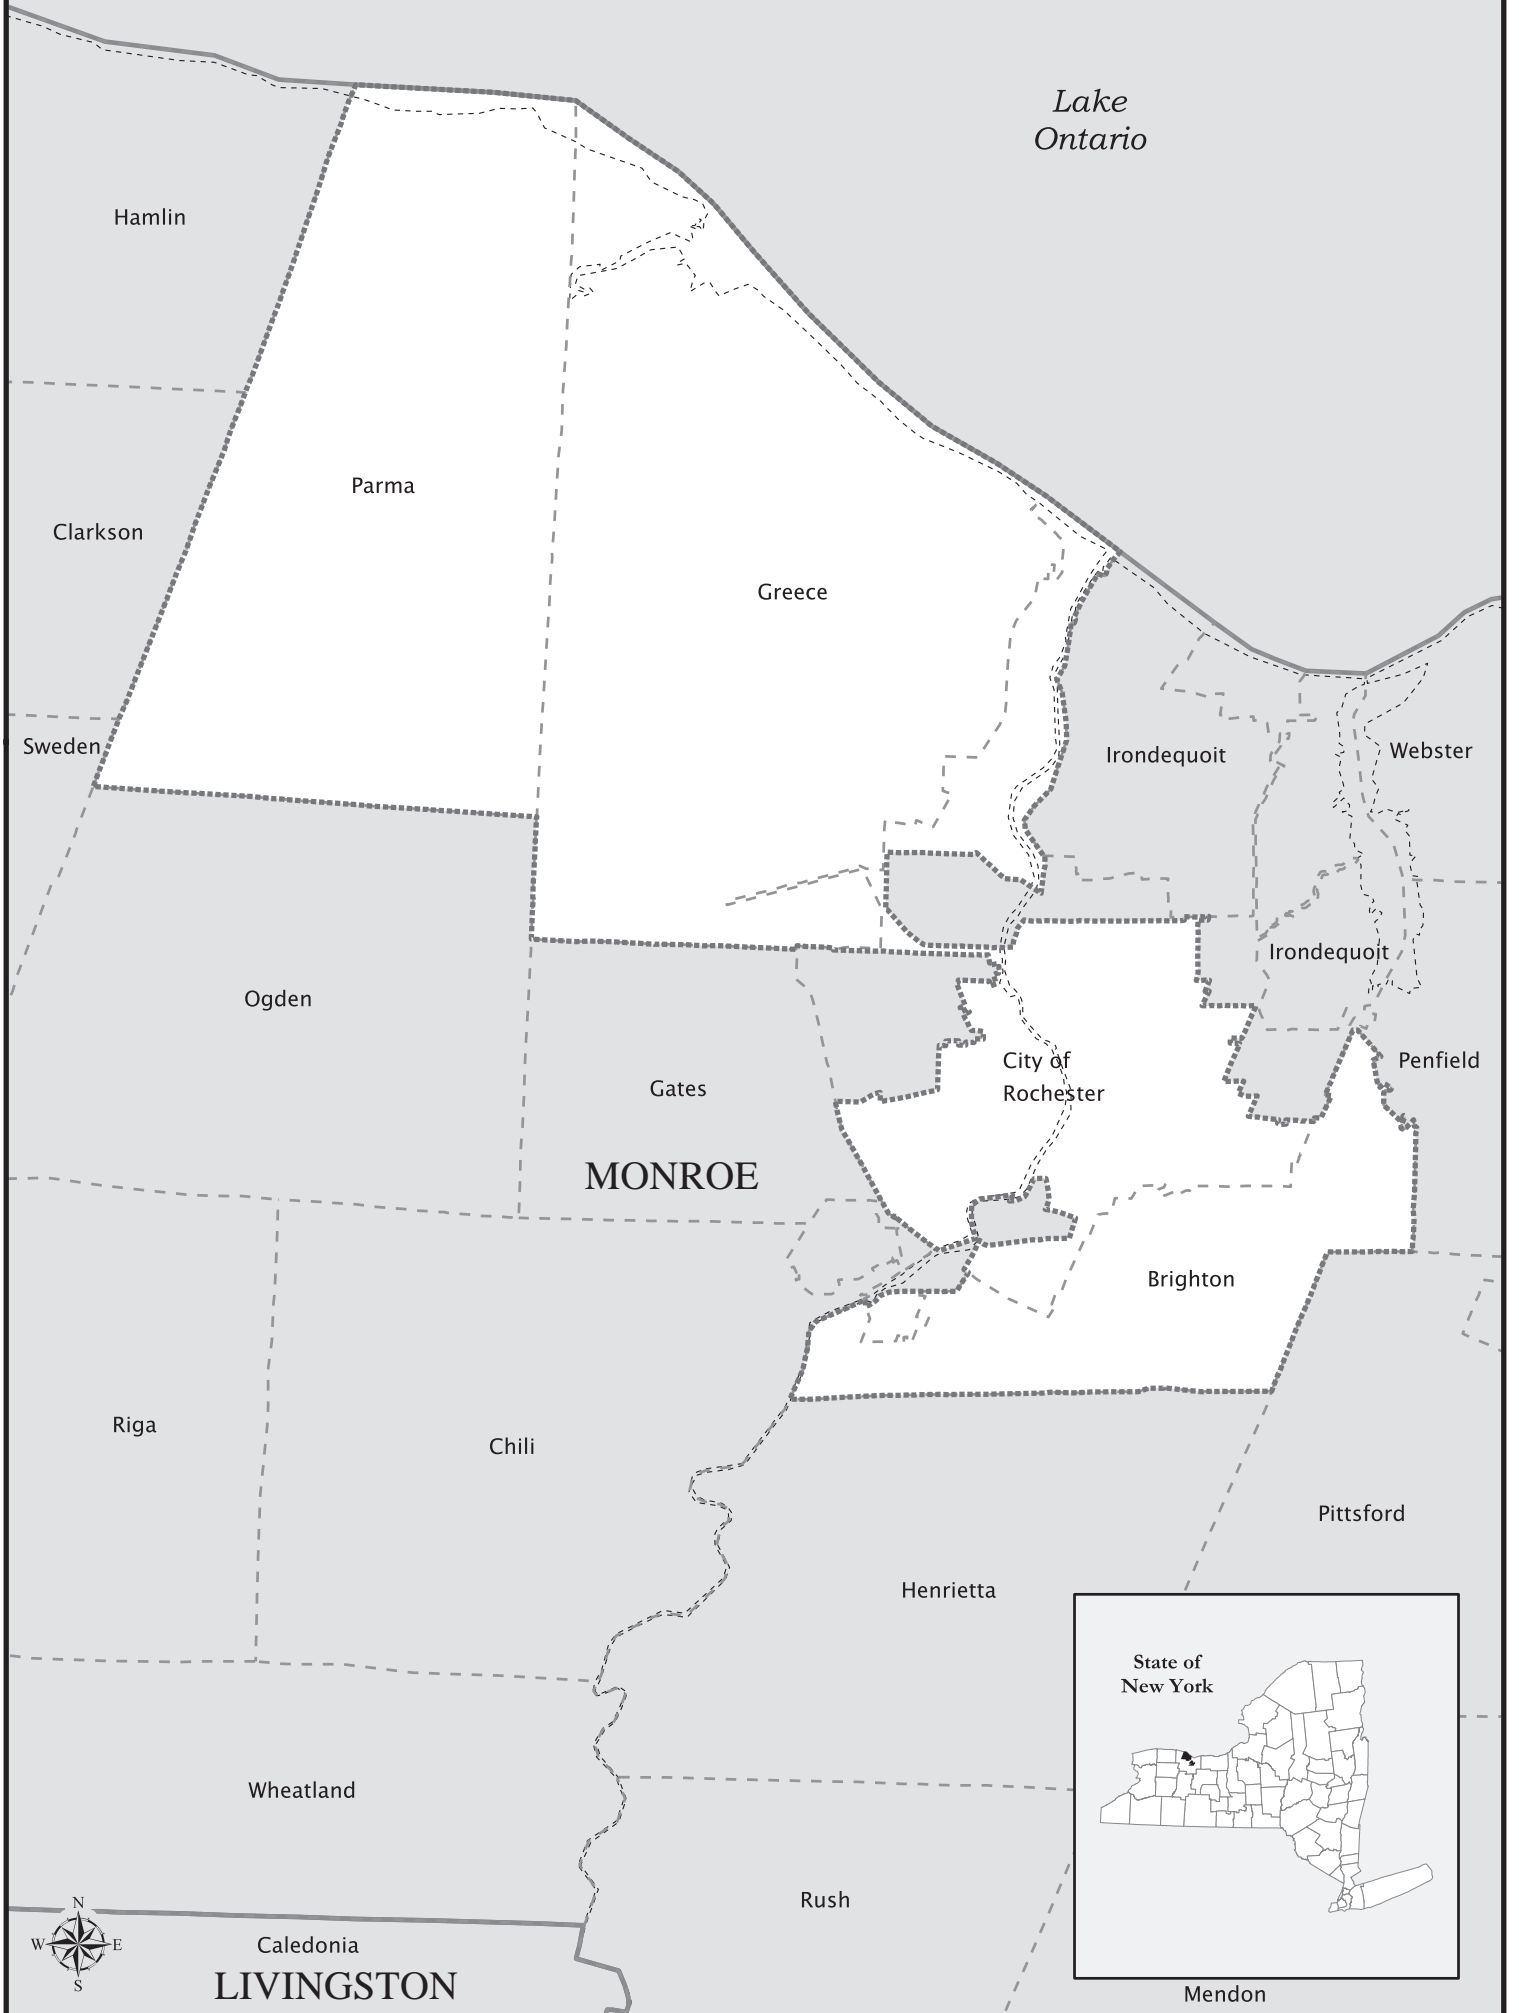 Lake
Ontario
Hamlin
Parma
Clarkson
Greece
Sweden
Irondequoit
Webster
Irondequoit
Ogden
City of
Rochester
Penfield
Gates
MONROE
Brighton
Riga
Chili
Pittsford
Henrietta
State of
New York
Wheatland
Rush
N
W
E
S
Caledonia
LIVINGSTON
Mendon